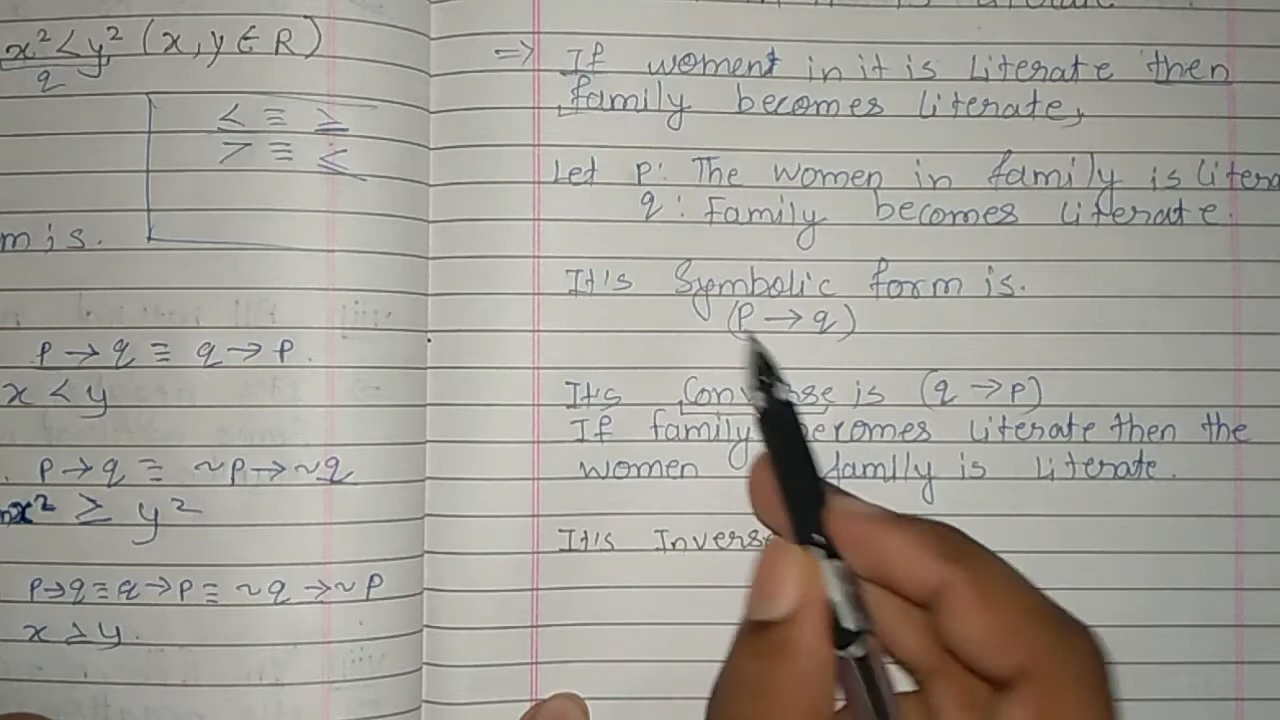 x² < y² (x, y ∈ R)
q
< ≡ ≥
> ≡ ≤
m is.
p → q ≡ q → p.
x < y
p → q ≡ ~p → ~q
x² ≥ y²
p → q ≡ q → p ≡ ~q → ~p
x ≥ y.
⇒ If woment in it is literate then
family becomes literate,
Let p: The women in family is litera
q: Family becomes literate.
It's Symbolic form is.
(p → q)
It's Converse is (q → p)
If family becomes literate then the
women family is literate.
It's Inverse